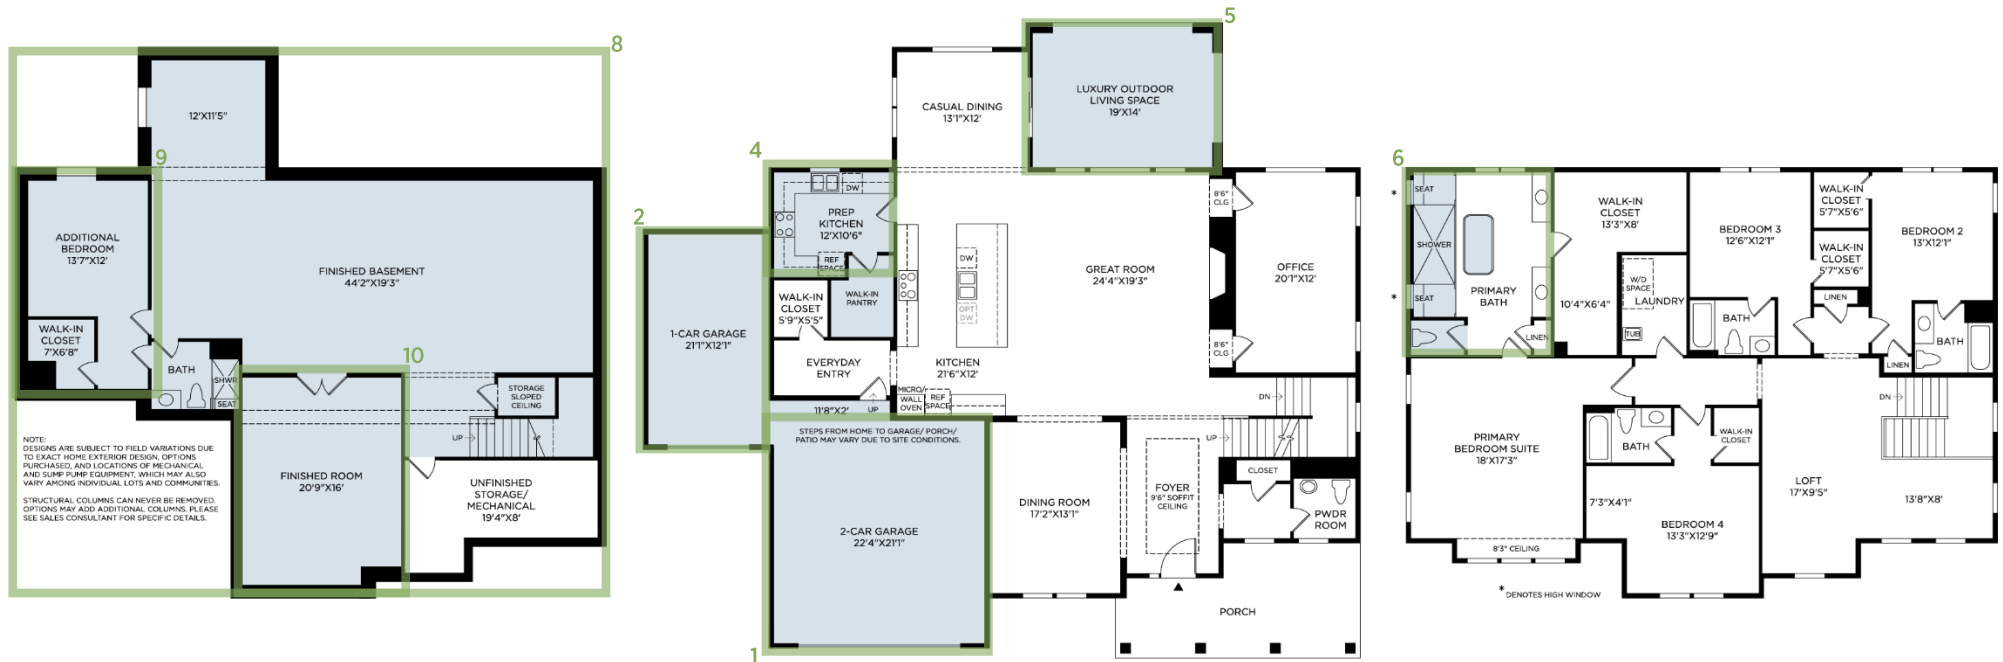 8
12'X11'5"
9
ADDITIONAL
BEDROOM
13'7"X12'
FINISHED BASEMENT
44'2"X19'3"
WALK-IN
CLOSET
7'X6'8"
BATH
SHWR
SEAT
10
STORAGE
SLOPED
CEILING
UP
NOTE:
DESIGNS ARE SUBJECT TO FIELD VARIATIONS DUE
TO EXACT HOME EXTERIOR DESIGN, OPTIONS
PURCHASED, AND LOCATIONS OF MECHANICAL
AND SUMP PUMP EQUIPMENT, WHICH MAY ALSO
VARY AMONG INDIVIDUAL LOTS AND COMMUNITIES.
STRUCTURAL COLUMNS CAN NEVER BE REMOVED.
OPTIONS MAY ADD ADDITIONAL COLUMNS. PLEASE
SEE SALES CONSULTANT FOR SPECIFIC DETAILS.
FINISHED ROOM
20'9"X16'
UNFINISHED
STORAGE/
MECHANICAL
19'4"X8'
5
LUXURY OUTDOOR
LIVING SPACE
19'X14'
CASUAL DINING
13'1"X12'
4
DW
PREP
KITCHEN
12'X10'6"
REF
SPACE
2
1-CAR GARAGE
21'1"X12'1"
WALK-IN
CLOSET
5'9"X5'5"
WALK-IN
PANTRY
DW
OPT
DW
GREAT ROOM
24'4"X19'3"
8'6"
CLG
OFFICE
20'1"X12'
8'6"
CLG
EVERYDAY
ENTRY
KITCHEN
21'6"X12'
MICRO/
WALL
OVEN
REF
SPACE
11'8"X2'
UP
STEPS FROM HOME TO GARAGE/ PORCH/
PATIO MAY VARY DUE TO SITE CONDITIONS.
DN
UP
2-CAR GARAGE
22'4"X21'1"
1
DINING ROOM
17'2"X13'1"
FOYER
9'6" SOFFIT
CEILING
CLOSET
PWDR
ROOM
PORCH
6
*
SEAT
SHOWER
*
SEAT
PRIMARY
BATH
LINEN
WALK-IN
CLOSET
13'3"X8'
10'4"X6'4"
W/D
SPACE
LAUNDRY
TUB
BEDROOM 3
12'6"X12'1"
BATH
WALK-IN
CLOSET
5'7"X5'6"
WALK-IN
CLOSET
5'7"X5'6"
LINEN
BEDROOM 2
13'X12'1"
BATH
LINEN
DN
PRIMARY
BEDROOM SUITE
18'X17'3"
8'3" CEILING
BATH
WALK-IN
CLOSET
7'3"X4'1"
BEDROOM 4
13'3"X12'9"
LOFT
17'X9'5"
13'8"X8'
* DENOTES HIGH WINDOW